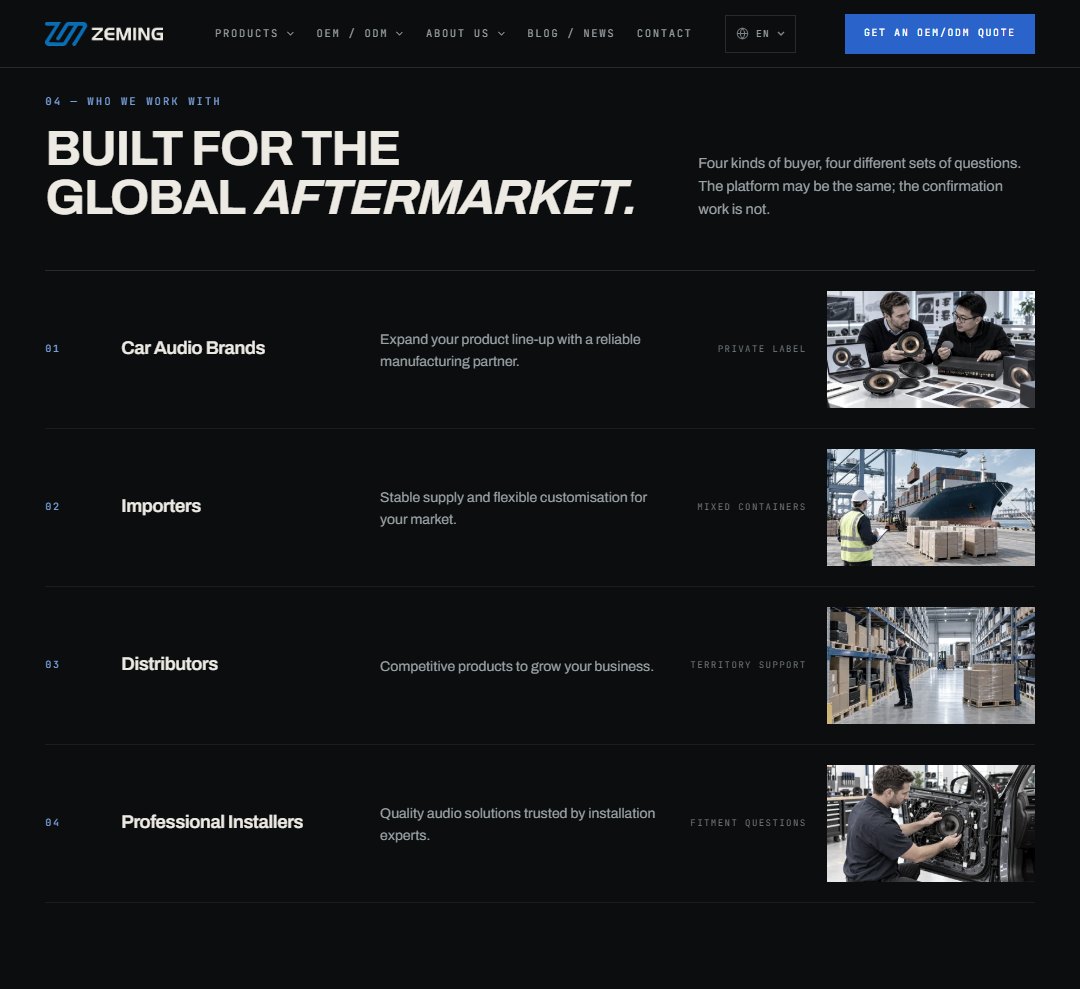 ZEMING
PRODUCTS
OEM / ODM
ABOUT US
BLOG / NEWS
CONTACT
EN
GET AN OEM/ODM QUOTE
04 — WHO WE WORK WITH
BUILT FOR THE
GLOBAL AFTERMARKET.
Four kinds of buyer, four different sets of questions.
The platform may be the same; the confirmation
work is not.
01
Car Audio Brands
Expand your product line-up with a reliable
manufacturing partner.
PRIVATE LABEL
02
Importers
Stable supply and flexible customisation for
your market.
MIXED CONTAINERS
03
Distributors
Competitive products to grow your business.
TERRITORY SUPPORT
04
Professional Installers
Quality audio solutions trusted by installation
experts.
FITMENT QUESTIONS